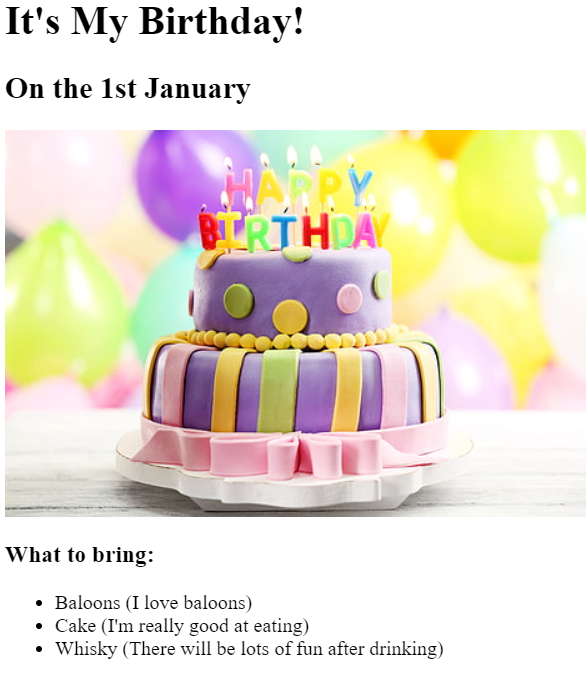 It's My Birthday!
On the 1st January
HAPPY
BIRTHDAY
What to bring:
Baloons (I love baloons)
Cake (I'm really good at eating)
Whisky (There will be lots of fun after drinking)